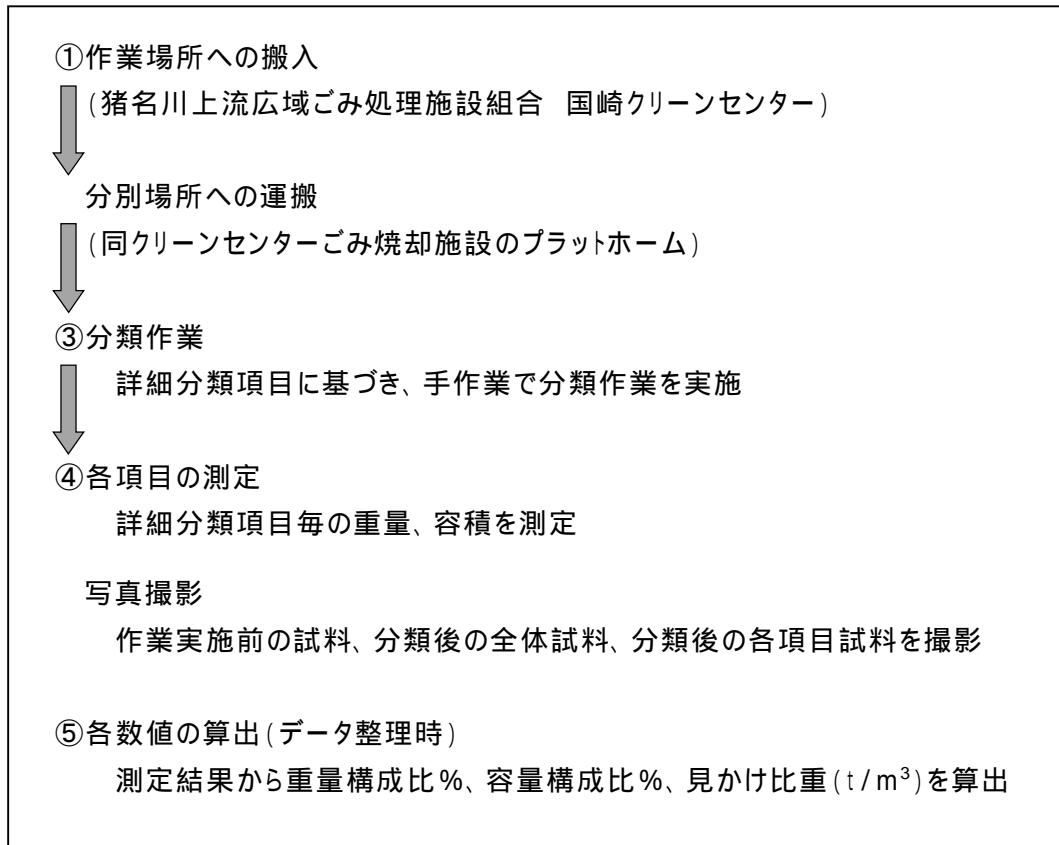 ①作業場所への搬入
(猪名川上流広域ごみ処理施設組合　国崎クリーンセンター)
分別場所への運搬
(同クリーンセンターごみ焼却施設のプラットホーム)
③分類作業
詳細分類項目に基づき、手作業で分類作業を実施
④各項目の測定
詳細分類項目毎の重量、容積を測定
写真撮影
作業実施前の試料、分類後の全体試料、分類後の各項目試料を撮影
⑤各数値の算出(データ整理時)
測定結果から重量構成比%、容量構成比%、見かけ比重(t/m³)を算出